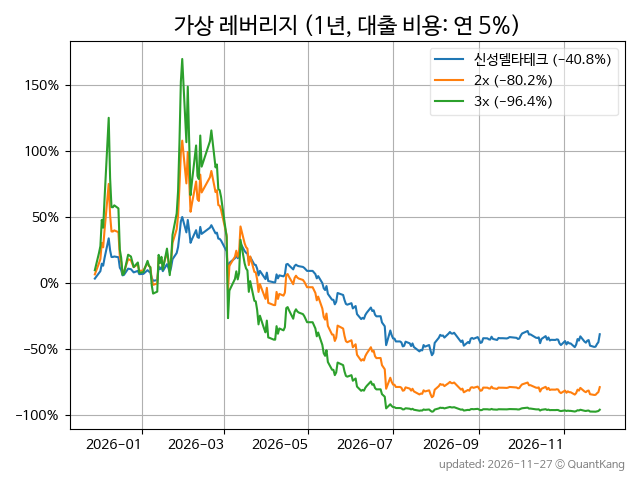 가상 레버리지 (1년, 대출 비용: 연 5%)
신성델타테크 (-40.8%)
2x (-80.2%)
3x (-96.4%)
150%
100%
50%
0%
-50%
-100%
2026-01
2026-03
2026-05
2026-07
2026-09
2026-11
updated: 2026-11-27 © QuantKang